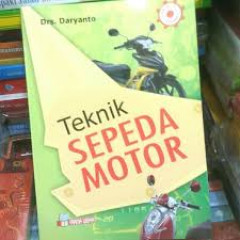 Drs. Daryanto
Teknik
SEPEDA
MOTOR